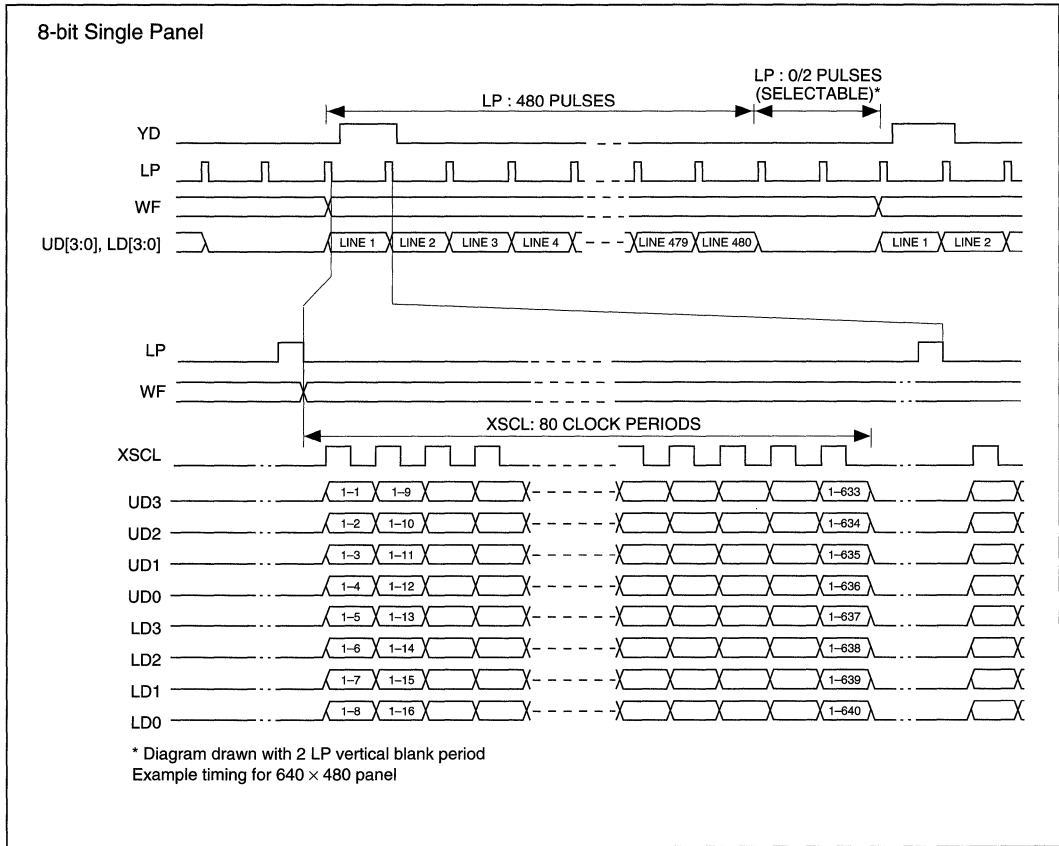 8-bit Single Panel
LP : 0/2 PULSES
(SELECTABLE)*
LP : 480 PULSES
YD
LP
WF
UD[3:0], LD[3:0] LINE 1 LINE 2 LINE 3 LINE 4 LINE 479 LINE 480 LINE 1 LINE 2
LP
WF
XSCL: 80 CLOCK PERIODS
XSCL
UD3 1–1 1–9 1–633
UD2 1–2 1–10 1–634
UD1 1–3 1–11 1–635
UD0 1–4 1–12 1–636
LD3 1–5 1–13 1–637
LD2 1–6 1–14 1–638
LD1 1–7 1–15 1–639
LD0 1–8 1–16 1–640
* Diagram drawn with 2 LP vertical blank period
Example timing for 640 × 480 panel